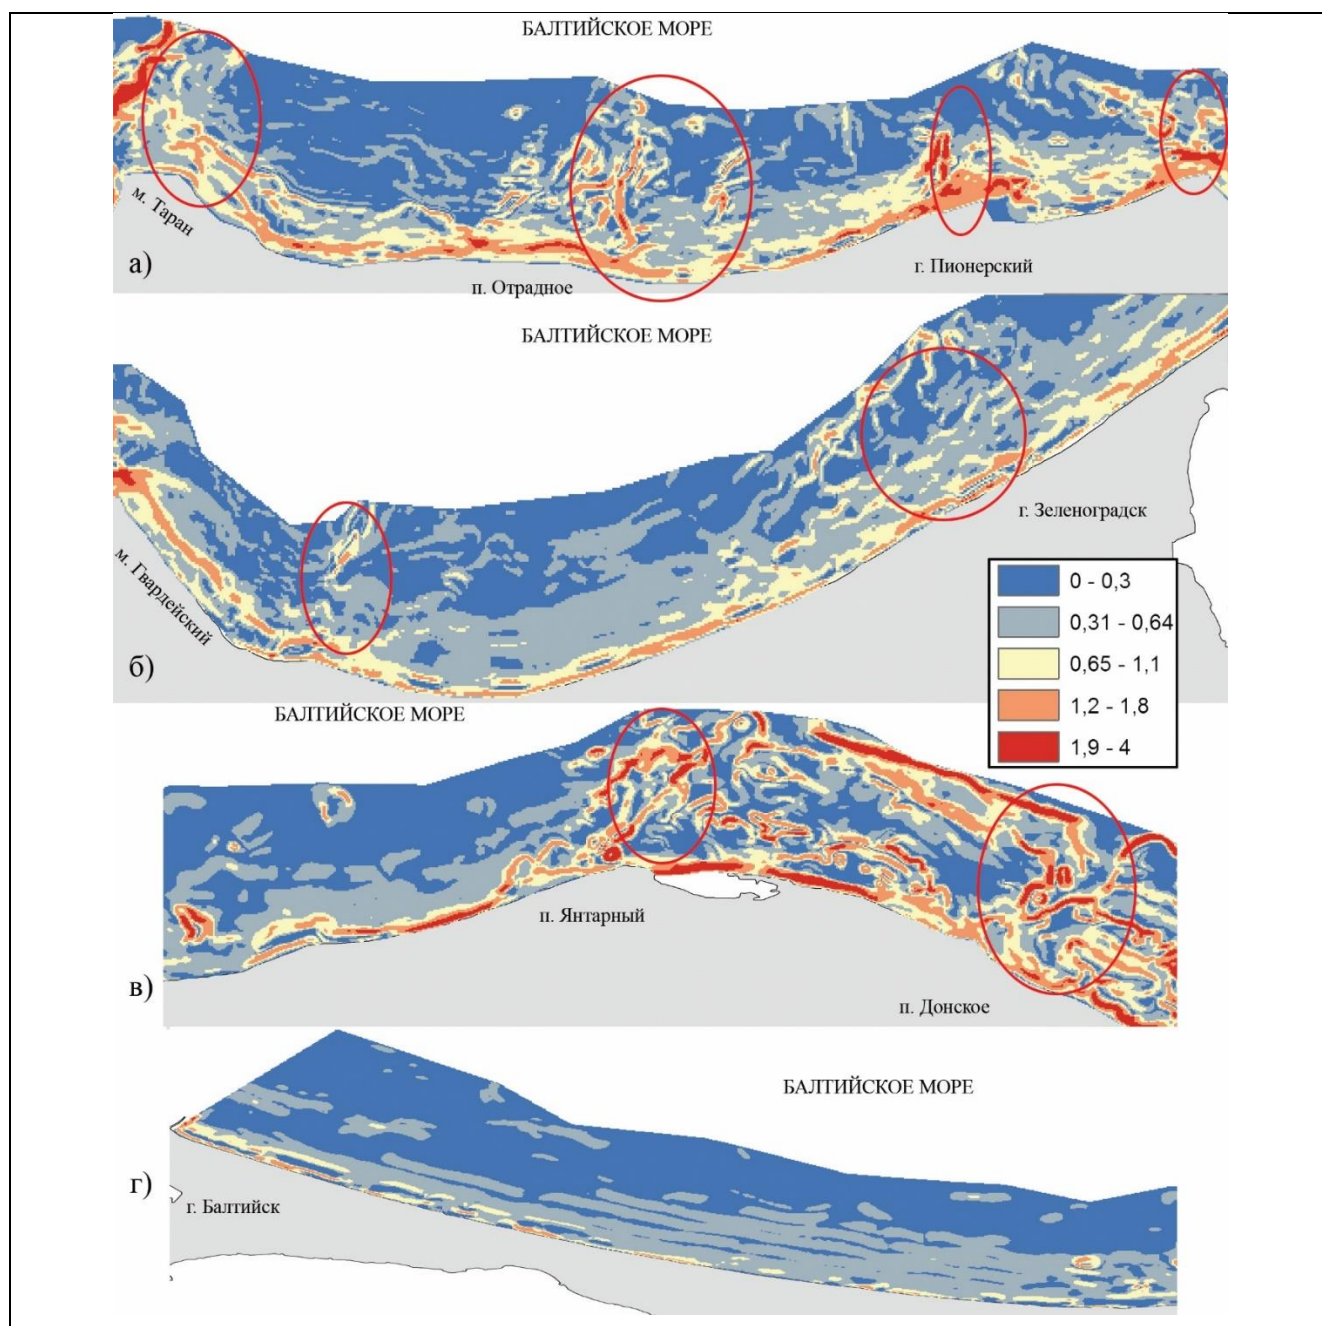 БАЛТИЙСКОЕ МОРЕ
м. Таран
а)
п. Отрадное
г. Пионерский
БАЛТИЙСКОЕ МОРЕ
м. Гвардейский
г. Зеленоградск
б)
0 - 0,3
0,31 - 0,64
0,65 - 1,1
1,2 - 1,8
1,9 - 4
БАЛТИЙСКОЕ МОРЕ
п. Янтарный
в)
п. Донское
БАЛТИЙСКОЕ МОРЕ
г)
г. Балтийск